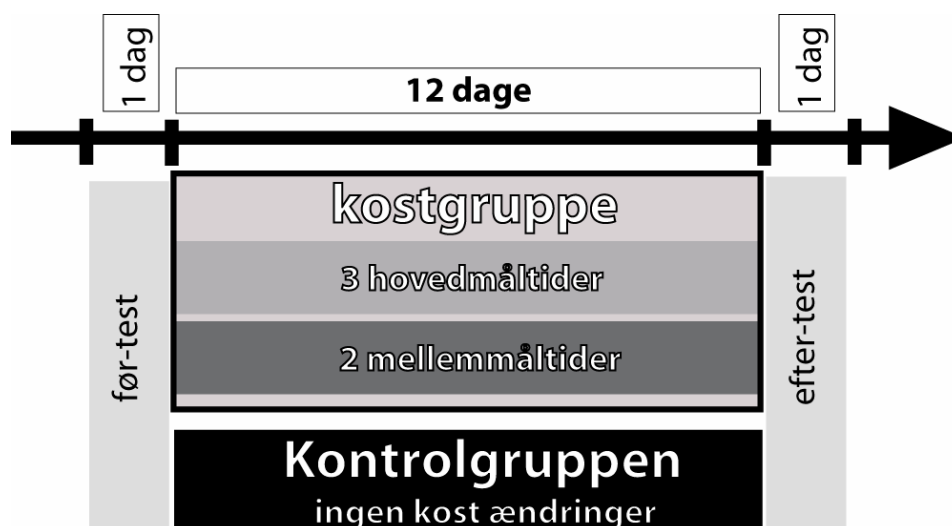 1 dag
12 dage
1 dag
før-test
kostgruppe
3 hovedmåltider
2 mellemmåltider
efter-test
Kontrolgruppen
ingen kost ændringer